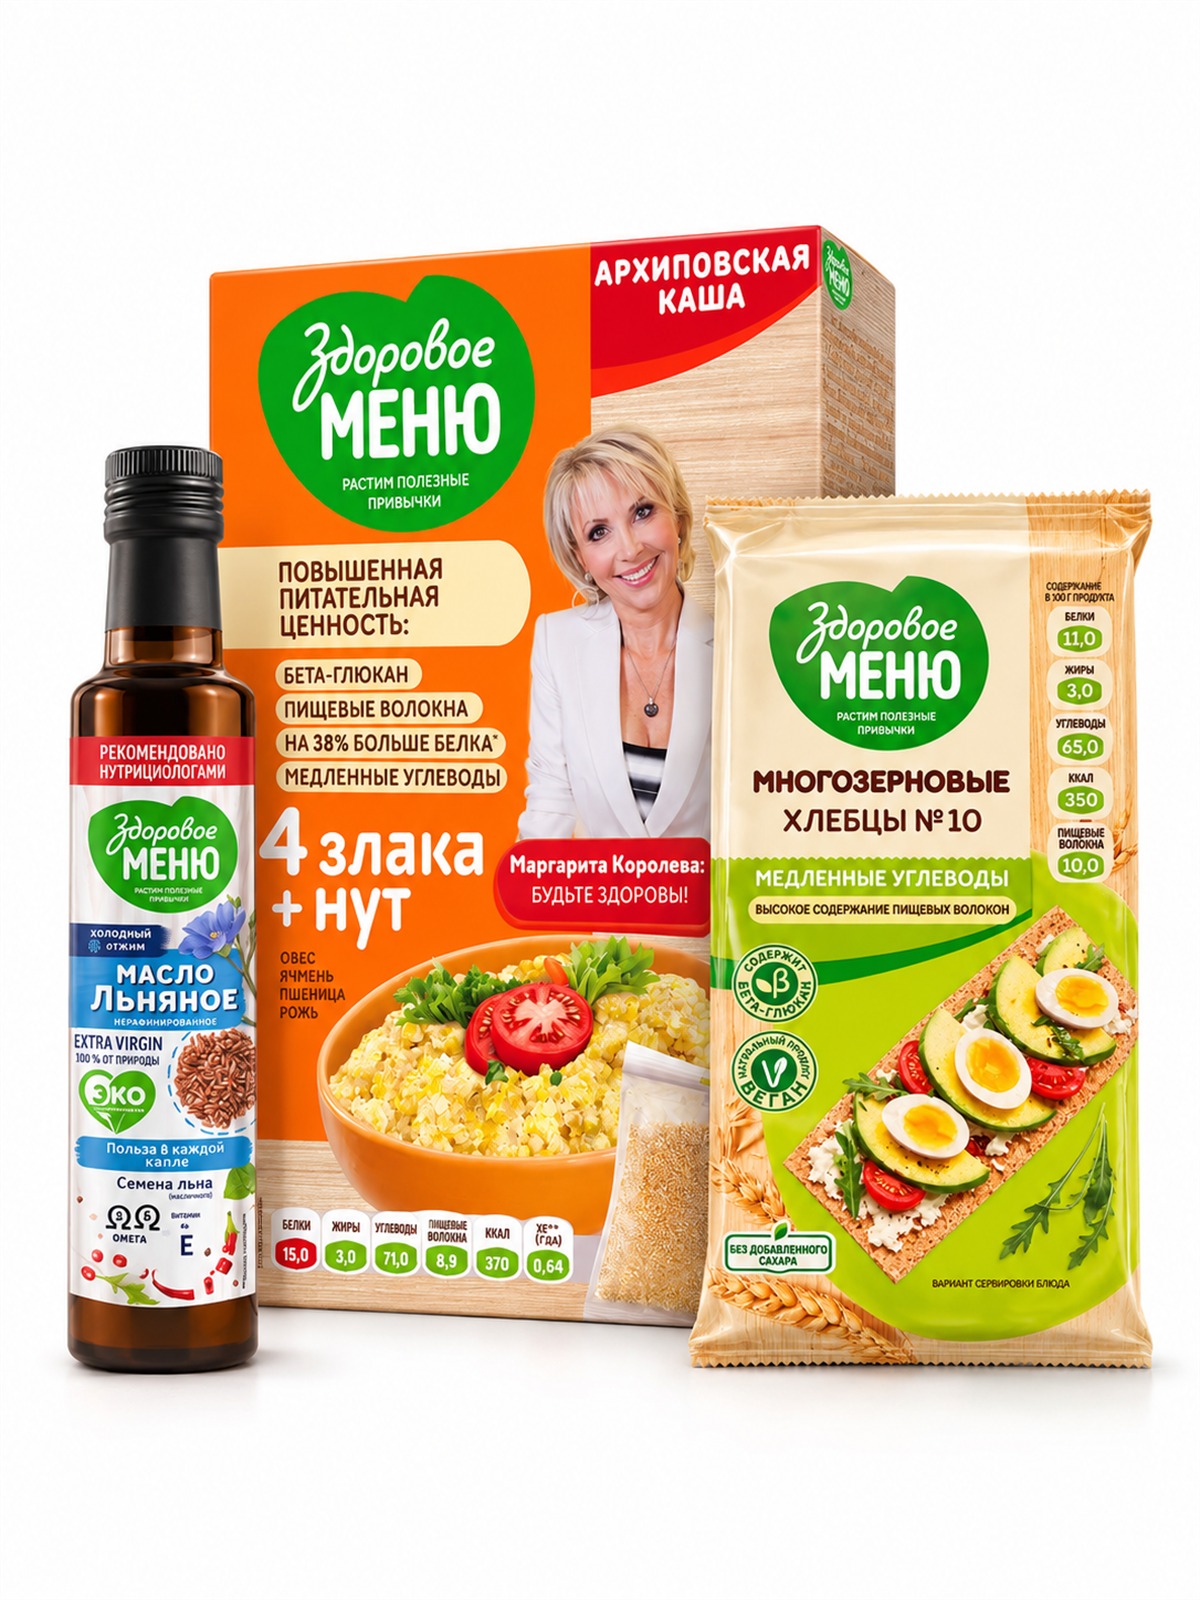 АРХИПОВСКАЯ
КАША
Здоровое
МЕНЮ
РАСТИМ ПОЛЕЗНЫЕ
ПРИВЫЧКИ
ПОВЫШЕННАЯ
ПИТАТЕЛЬНАЯ
ЦЕННОСТЬ:
БЕТА-ГЛЮКАН
ПИЩЕВЫЕ ВОЛОКНА
НА 38% БОЛЬШЕ БЕЛКА*
МЕДЛЕННЫЕ УГЛЕВОДЫ
4 злака
+ нут
ОВЕС
ЯЧМЕНЬ
ПШЕНИЦА
РОЖЬ
Маргарита Королева:
БУДЬТЕ ЗДОРОВЫ!
БЕЛКИ
15,0
ЖИРЫ
3,0
УГЛЕВОДЫ
71,0
ПИЩЕВЫЕ
ВОЛОКНА
8,9
ККАЛ
370
ХЕ**
(ГДА)
0,64
Здоровое
МЕНЮ
РЕКОМЕНДОВАНО
НУТРИЦИОЛОГАМИ
Здоровое
МЕНЮ
РАСТИМ ПОЛЕЗНЫЕ
ПРИВЫЧКИ
ХОЛОДНЫЙ
ОТЖИМ
МАСЛО
ЛЬНЯНОЕ
НЕРАФИНИРОВАННОЕ
EXTRA VIRGIN
100 % ОТ ПРИРОДЫ
ЭКО
Польза в каждой
капле
Семена льна
(масличного)
ОМЕГА
Витамин
E
Здоровое
МЕНЮ
РАСТИМ ПОЛЕЗНЫЕ
ПРИВЫЧКИ
МНОГОЗЕРНОВЫЕ
ХЛЕБЦЫ №10
МЕДЛЕННЫЕ УГЛЕВОДЫ
ВЫСОКОЕ СОДЕРЖАНИЕ ПИЩЕВЫХ ВОЛОКОН
СОДЕРЖАНИЕ
В 100 Г ПРОДУКТА
БЕЛКИ
11,0
ЖИРЫ
3,0
УГЛЕВОДЫ
65,0
ККАЛ
350
ПИЩЕВЫЕ
ВОЛОКНА
10,0
СОДЕРЖИТ
β
БЕТА-ГЛЮКАН
НАТУРАЛЬНЫЙ ПРОДУКТ
V
ВЕГАН
БЕЗ ДОБАВЛЕННОГО
САХАРА
ВАРИАНТ СЕРВИРОВКИ БЛЮДА